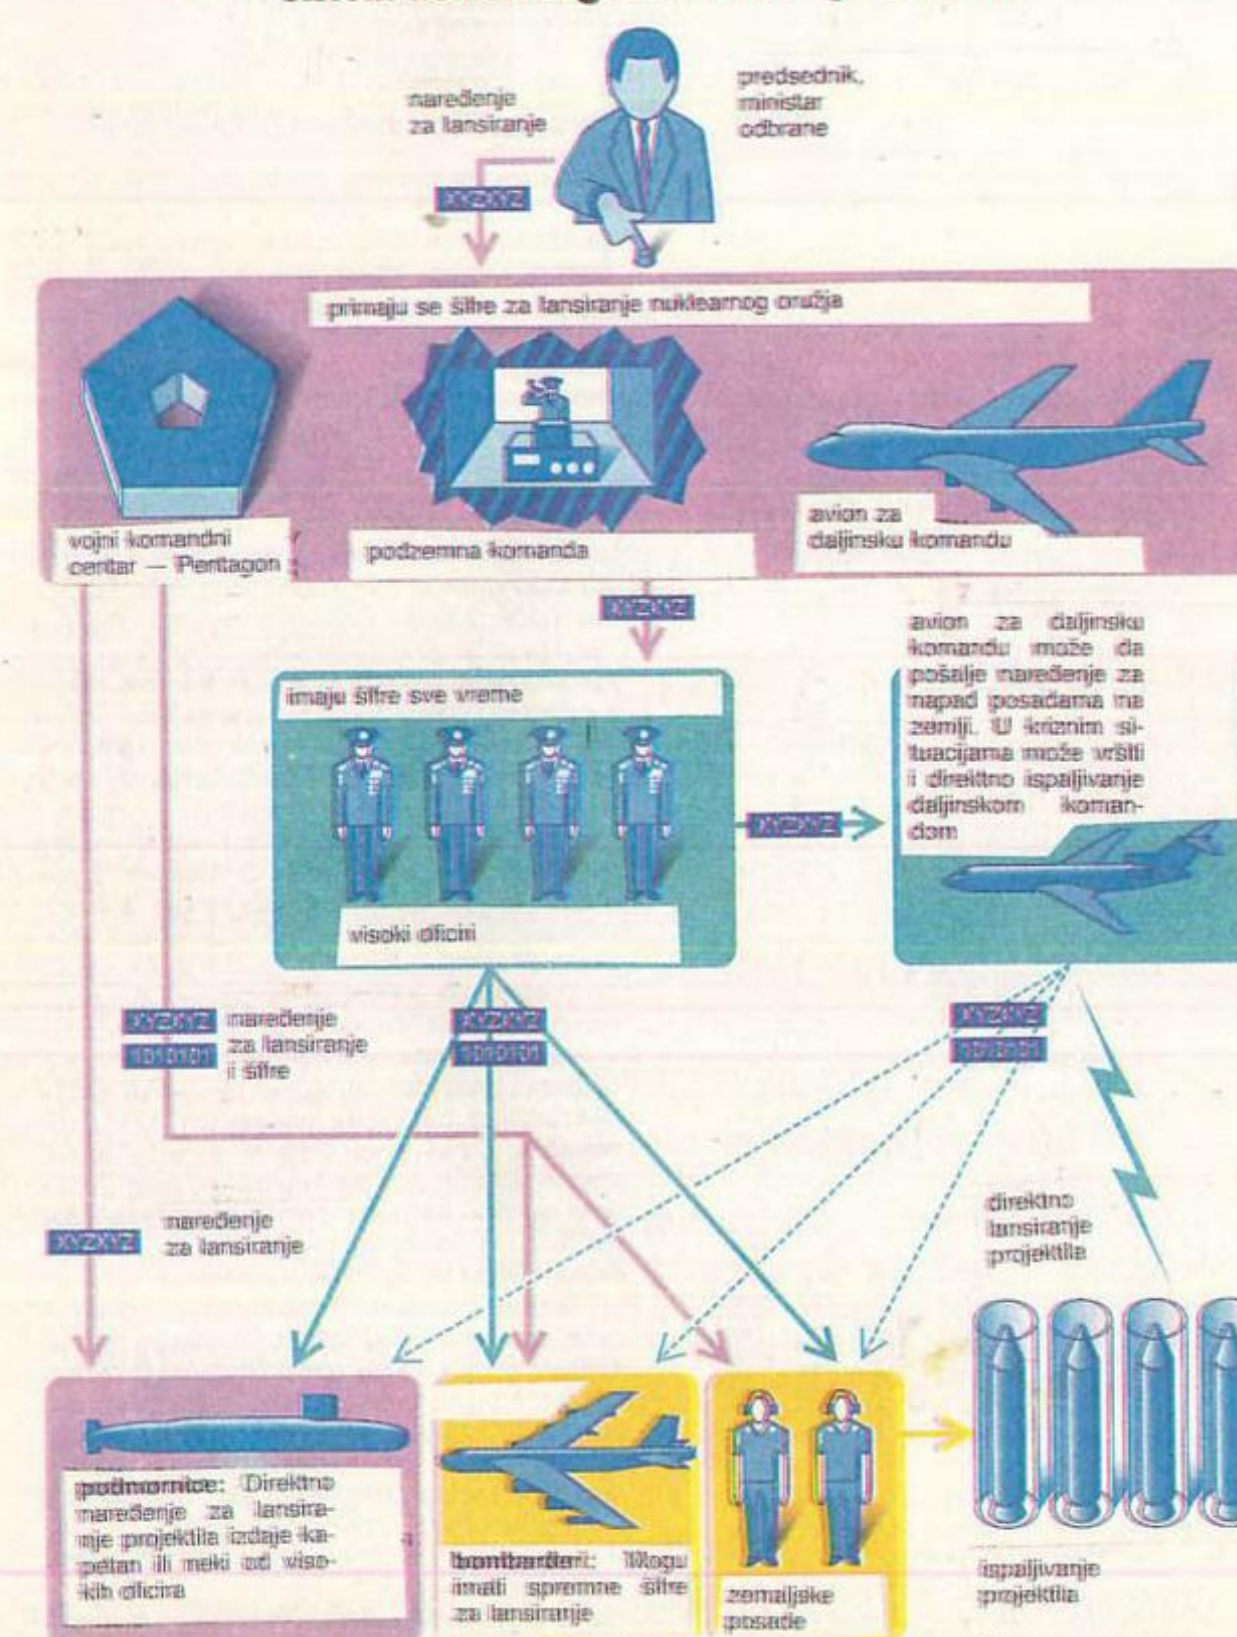 naređenje
za lansiranje
predsednik,
ministar
odbrane
XYZXYZ
primaju se šifre za lansiranje nuklearnog oružja
vojni komandni
centar — Pentagon
podzemna komanda
avion za
daljinsku komandu
XYZXYZ
imaju šifre sve vreme
visoki oficiri
XYZXYZ
avion za daljinsku
komandu može da
pošalje naređenje za
napad posadama na
zemlji. U kriznim si-
tuacijama može vršiti
i direktno ispaljivanje
daljinskom koman-
dom
XYZXYZ
1010101
naređenje
za lansiranje
i šifre
XYZXYZ
1010101
XYZXYZ
1010101
XYZXYZ
naređenje
za lansiranje
direktno
lansiranje
projektila
podmornice: Direktno
naređenje za lansira-
nje projektila izdaje ka-
petan ili neki od viso-
kih oficira
bombarderi: Mogu
imati spremne šifre
za lansiranje
zemaljske
posade
ispaljivanje
projektila